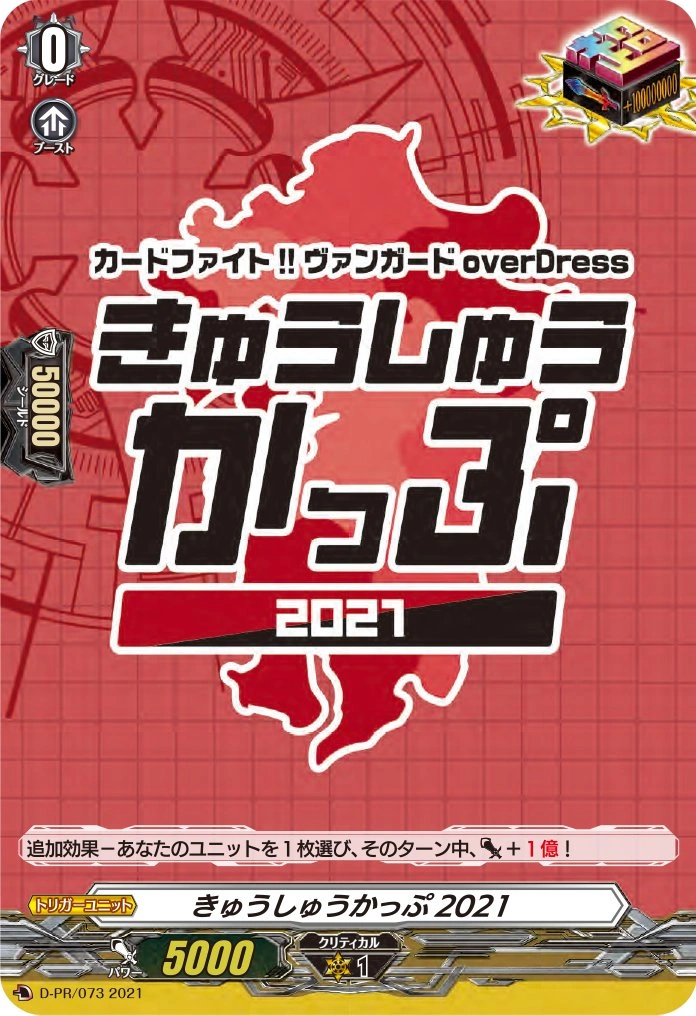 0
グレード
ブースト
超
+100000000
カードファイト!! ヴァンガード overDress
きゅうしゅう
かっぷ
2021
50000
シールド
追加効果－あなたのユニットを1枚選び、そのターン中、+1億!
トリガーユニット
きゅうしゅうかっぷ2021
パワー
5000
クリティカル
1
D-PR/073 2021